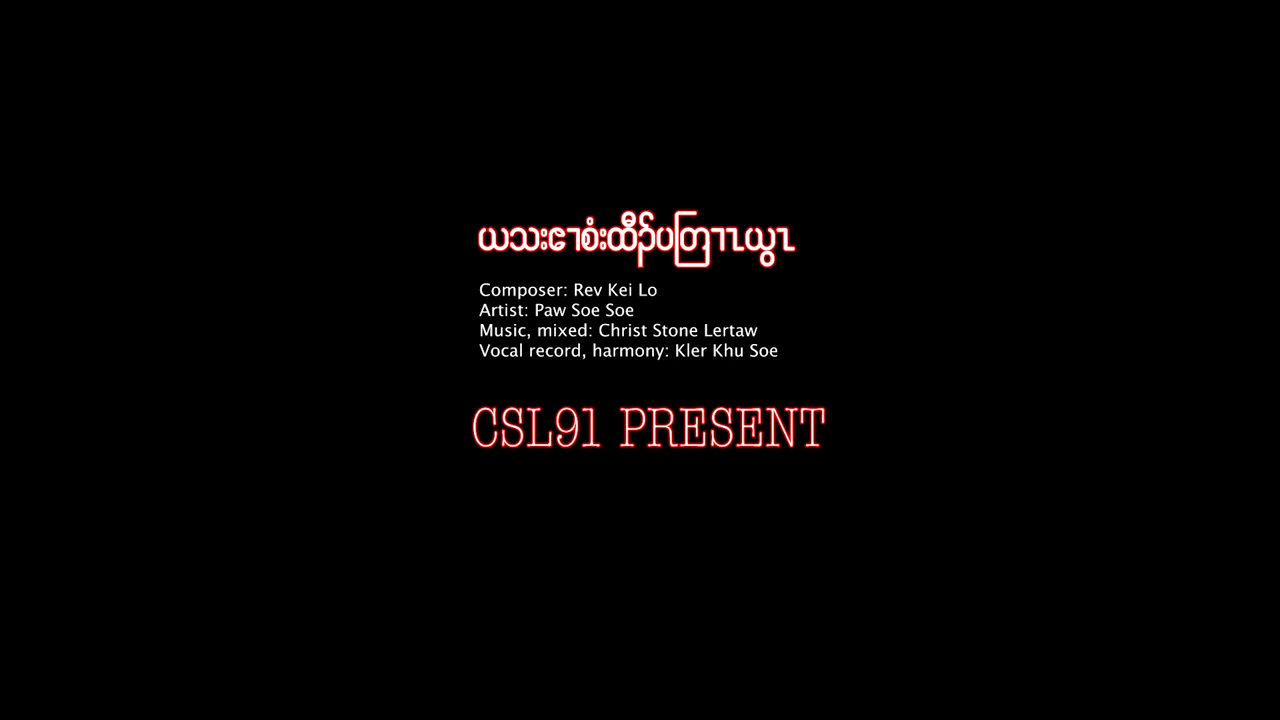 ယသးဧၢစံးထီၣ်ပတြၢၤယွၤ
Composer: Rev Kei Lo
Artist: Paw Soe Soe
Music, mixed: Christ Stone Lertaw
Vocal record, harmony: Kler Khu Soe
CSL91 PRESENT